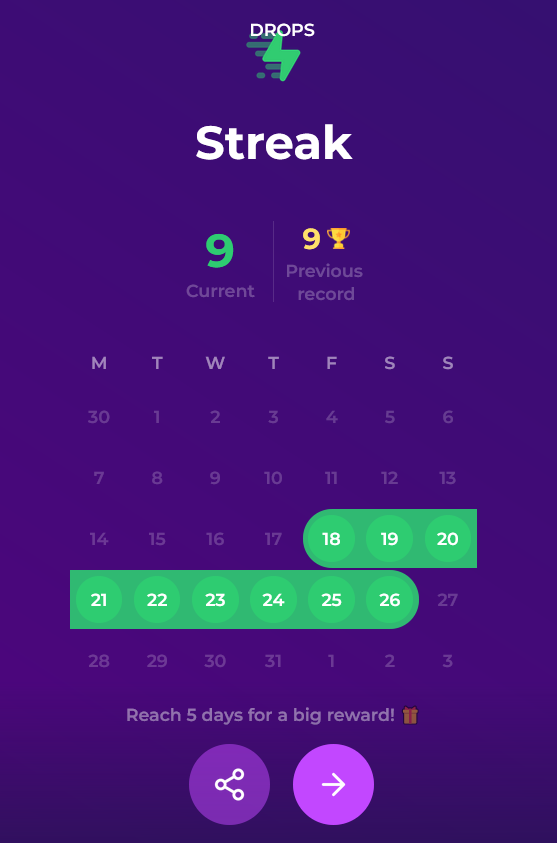 DROPS
Streak
9 9
Current Previous
record
M T W T F S S
30 1 2 3 4 5 6
7 8 9 10 11 12 13
14 15 16 17 18 19 20
21 22 23 24 25 26 27
28 29 30 31 1 2 3
Reach 5 days for a big reward!